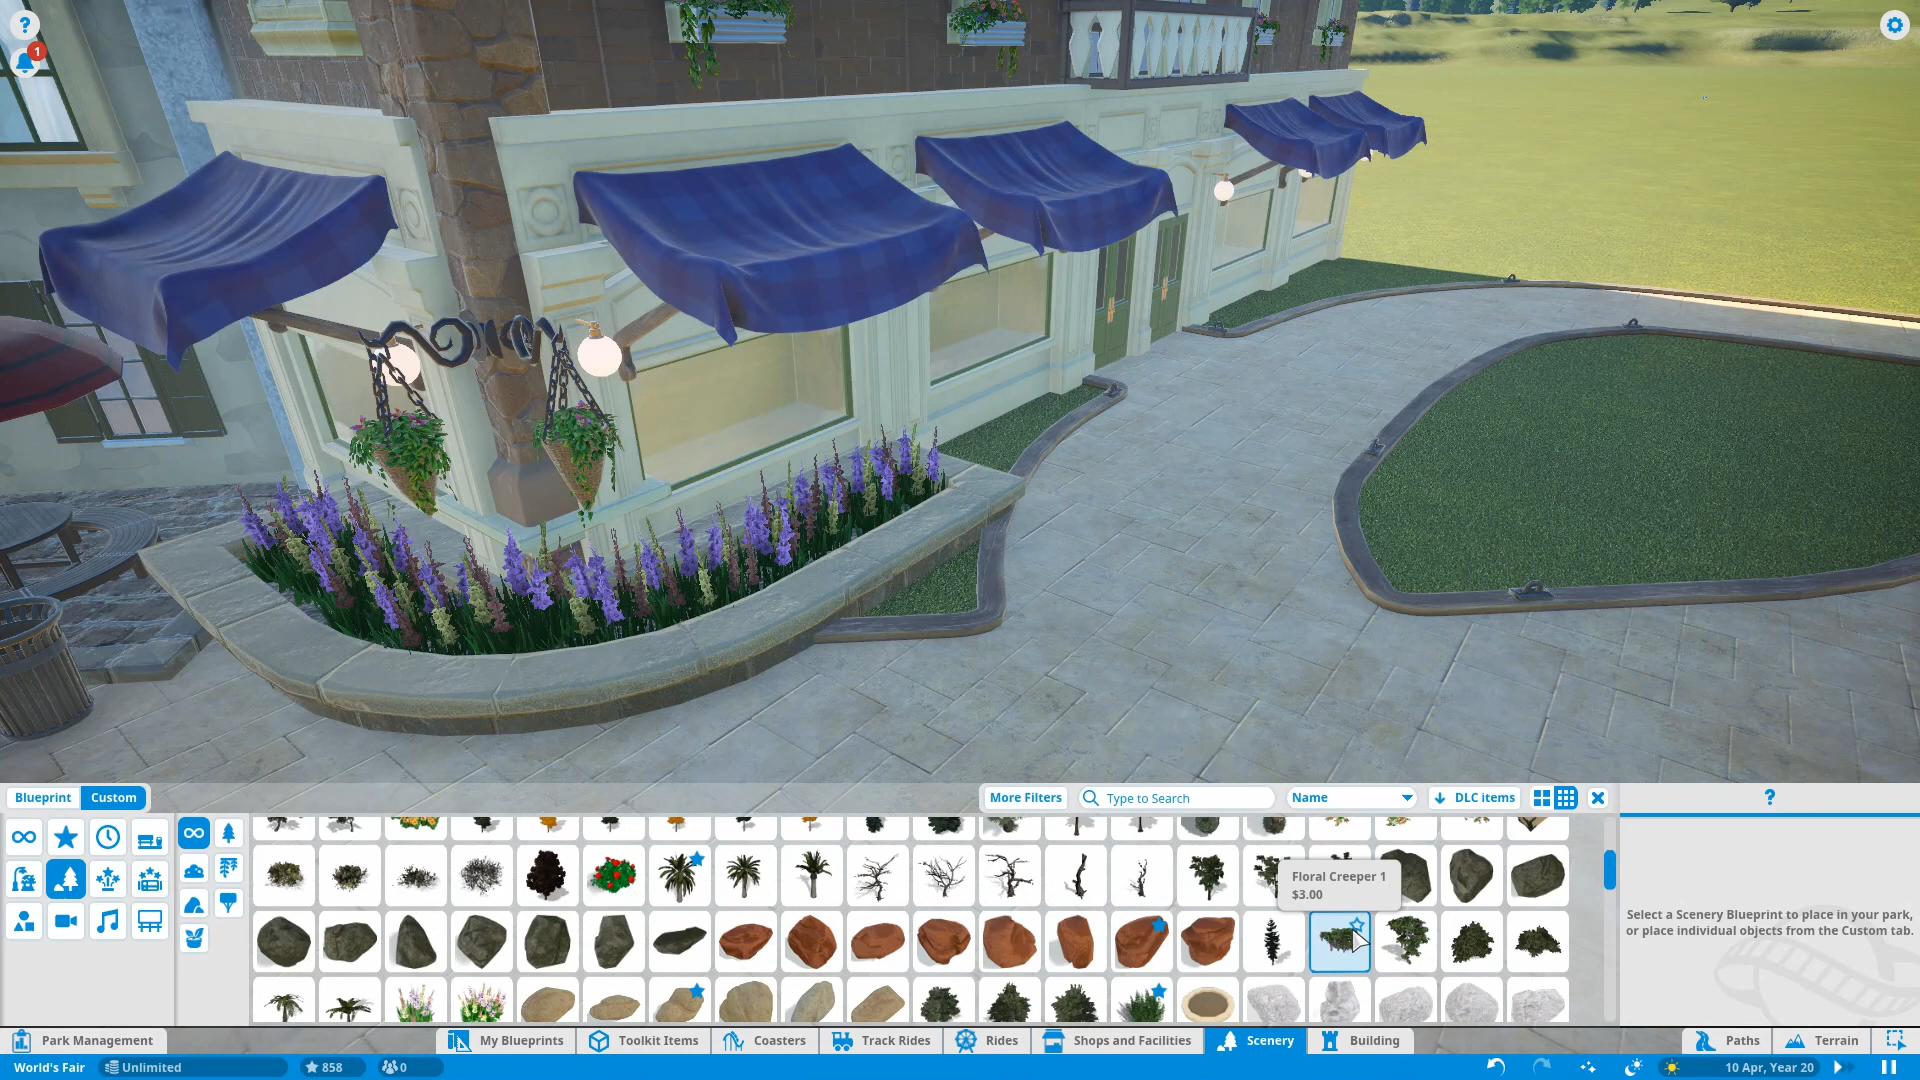 ?
1
Blueprint
Custom
More Filters
Type to Search
Name
DLC items
?
Floral Creeper 1
$3.00
Select a Scenery Blueprint to place in your park,
or place individual objects from the Custom tab.
Park Management
My Blueprints
Toolkit Items
Coasters
Track Rides
Rides
Shops and Facilities
Scenery
Building
Paths
Terrain
World's Fair
Unlimited
858
0
10 Apr, Year 20